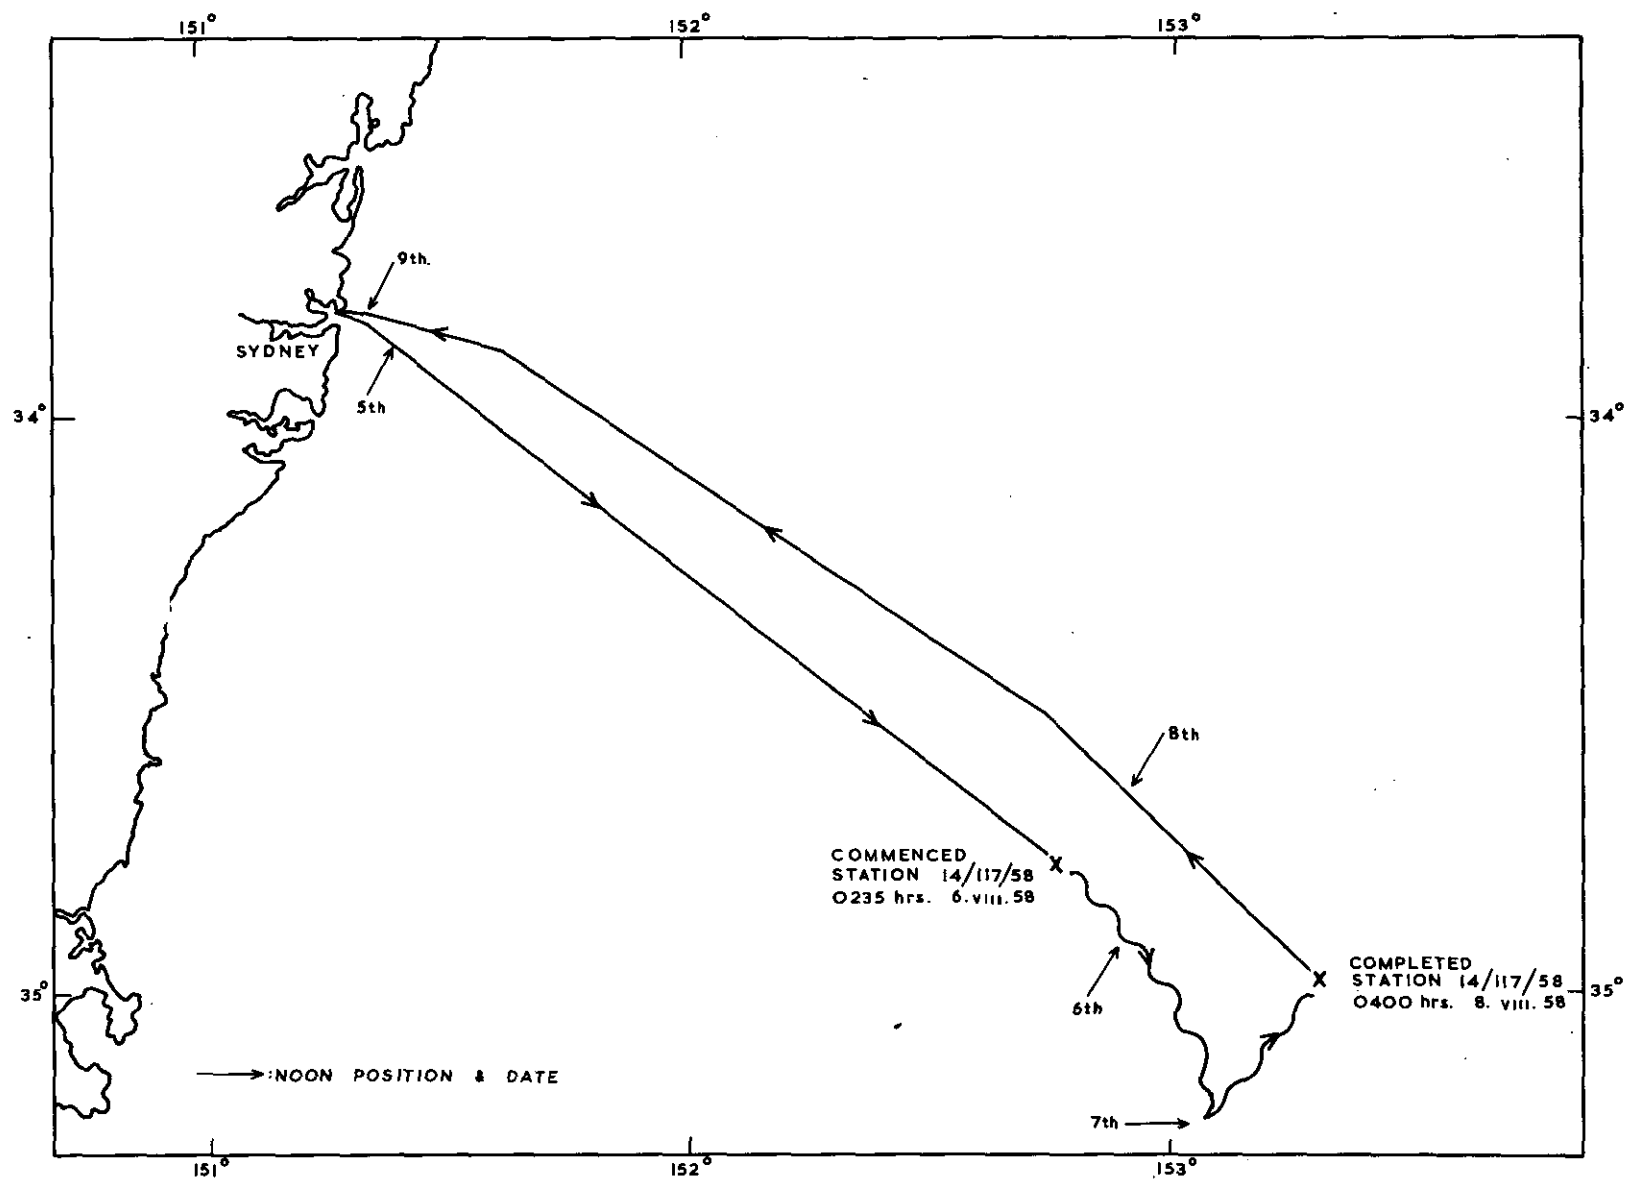 151° 152° 153°
9th.
SYDNEY
5th
34° 34°
8th
COMMENCED
STATION 14/117/58
0235 hrs. 6.viii.58
COMPLETED
STATION 14/117/58
0400 hrs. 8. viii. 58
35° 35°
6th
→:NOON POSITION & DATE
7th
151° 152° 153°